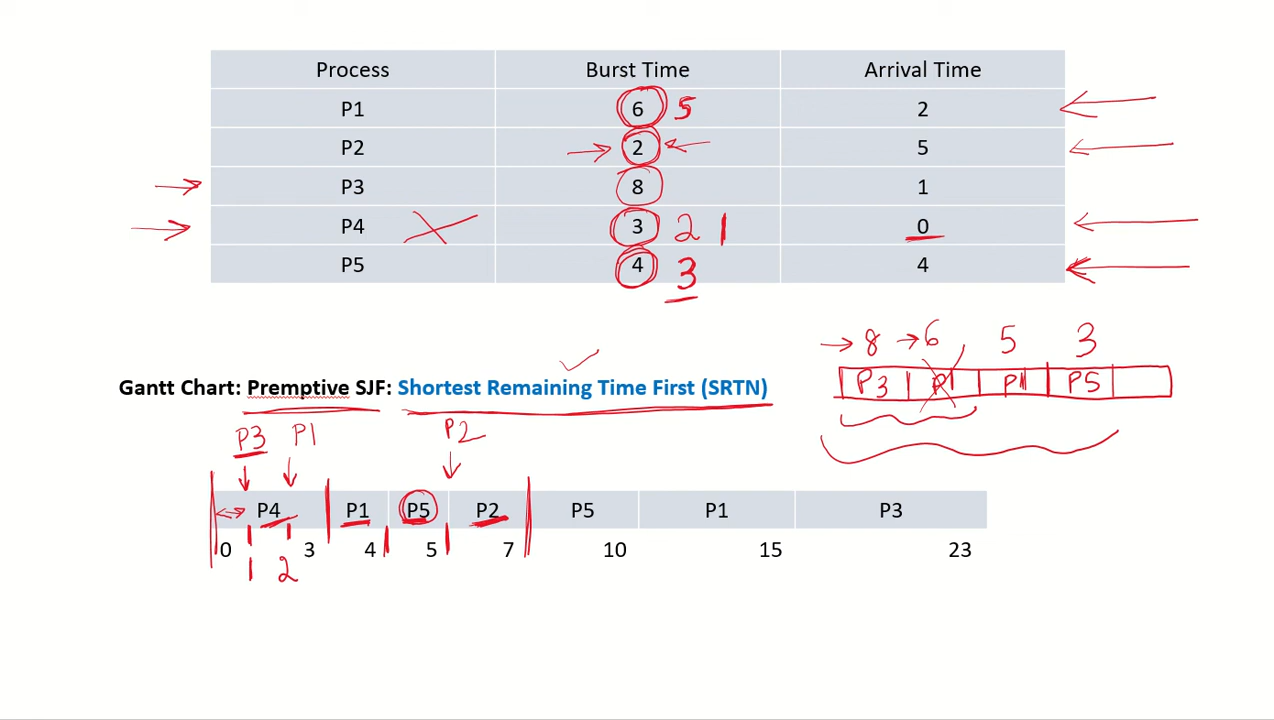 Process Burst Time Arrival Time
P1 6 5 2
P2 2 5
P3 8 1
P4 3 2 1 0
P5 4 3 4
8 6 5 3
P3 P1 P1 P5
Gantt Chart: Premptive SJF: Shortest Remaining Time First (SRTN)
P3 P1 P2
P4 P1 P5 P2 P5 P1 P3
0 3 4 5 7 10 15 23
1 2